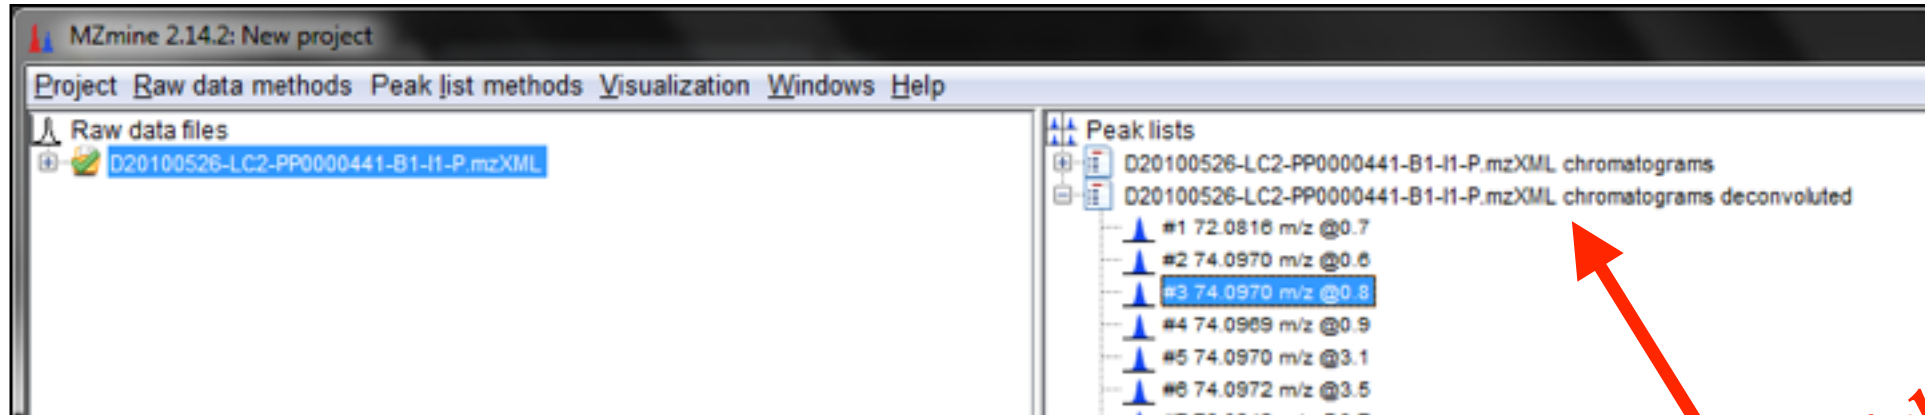 MZmine 2.14.2: New project
Project Raw data methods Peak list methods Visualization Windows Help
Raw data files
D20100526-LC2-PP0000441-B1-I1-P.mzXML
Peak lists
D20100526-LC2-PP0000441-B1-I1-P.mzXML chromatograms
D20100526-LC2-PP0000441-B1-I1-P.mzXML chromatograms deconvoluted
#1 72.0816 m/z @0.7
#2 74.0970 m/z @0.6
#3 74.0970 m/z @0.8
#4 74.0969 m/z @0.9
#5 74.0970 m/z @3.1
#6 74.0972 m/z @3.5